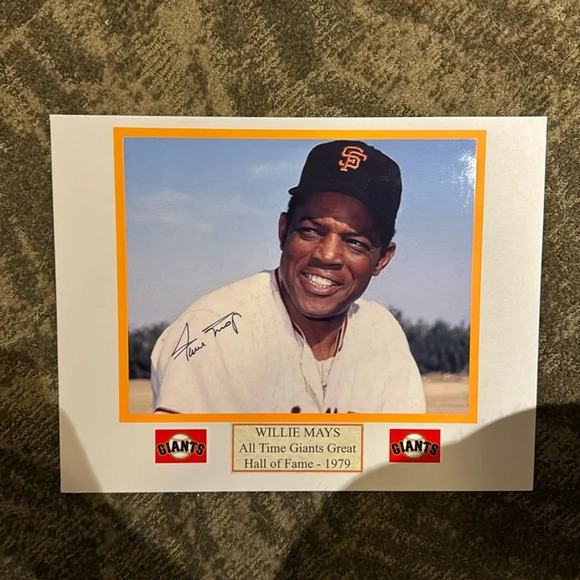 SF
Willie Mays
GIANTS
WILLIE MAYS
All Time Giants Great
Hall of Fame - 1979
GIANTS